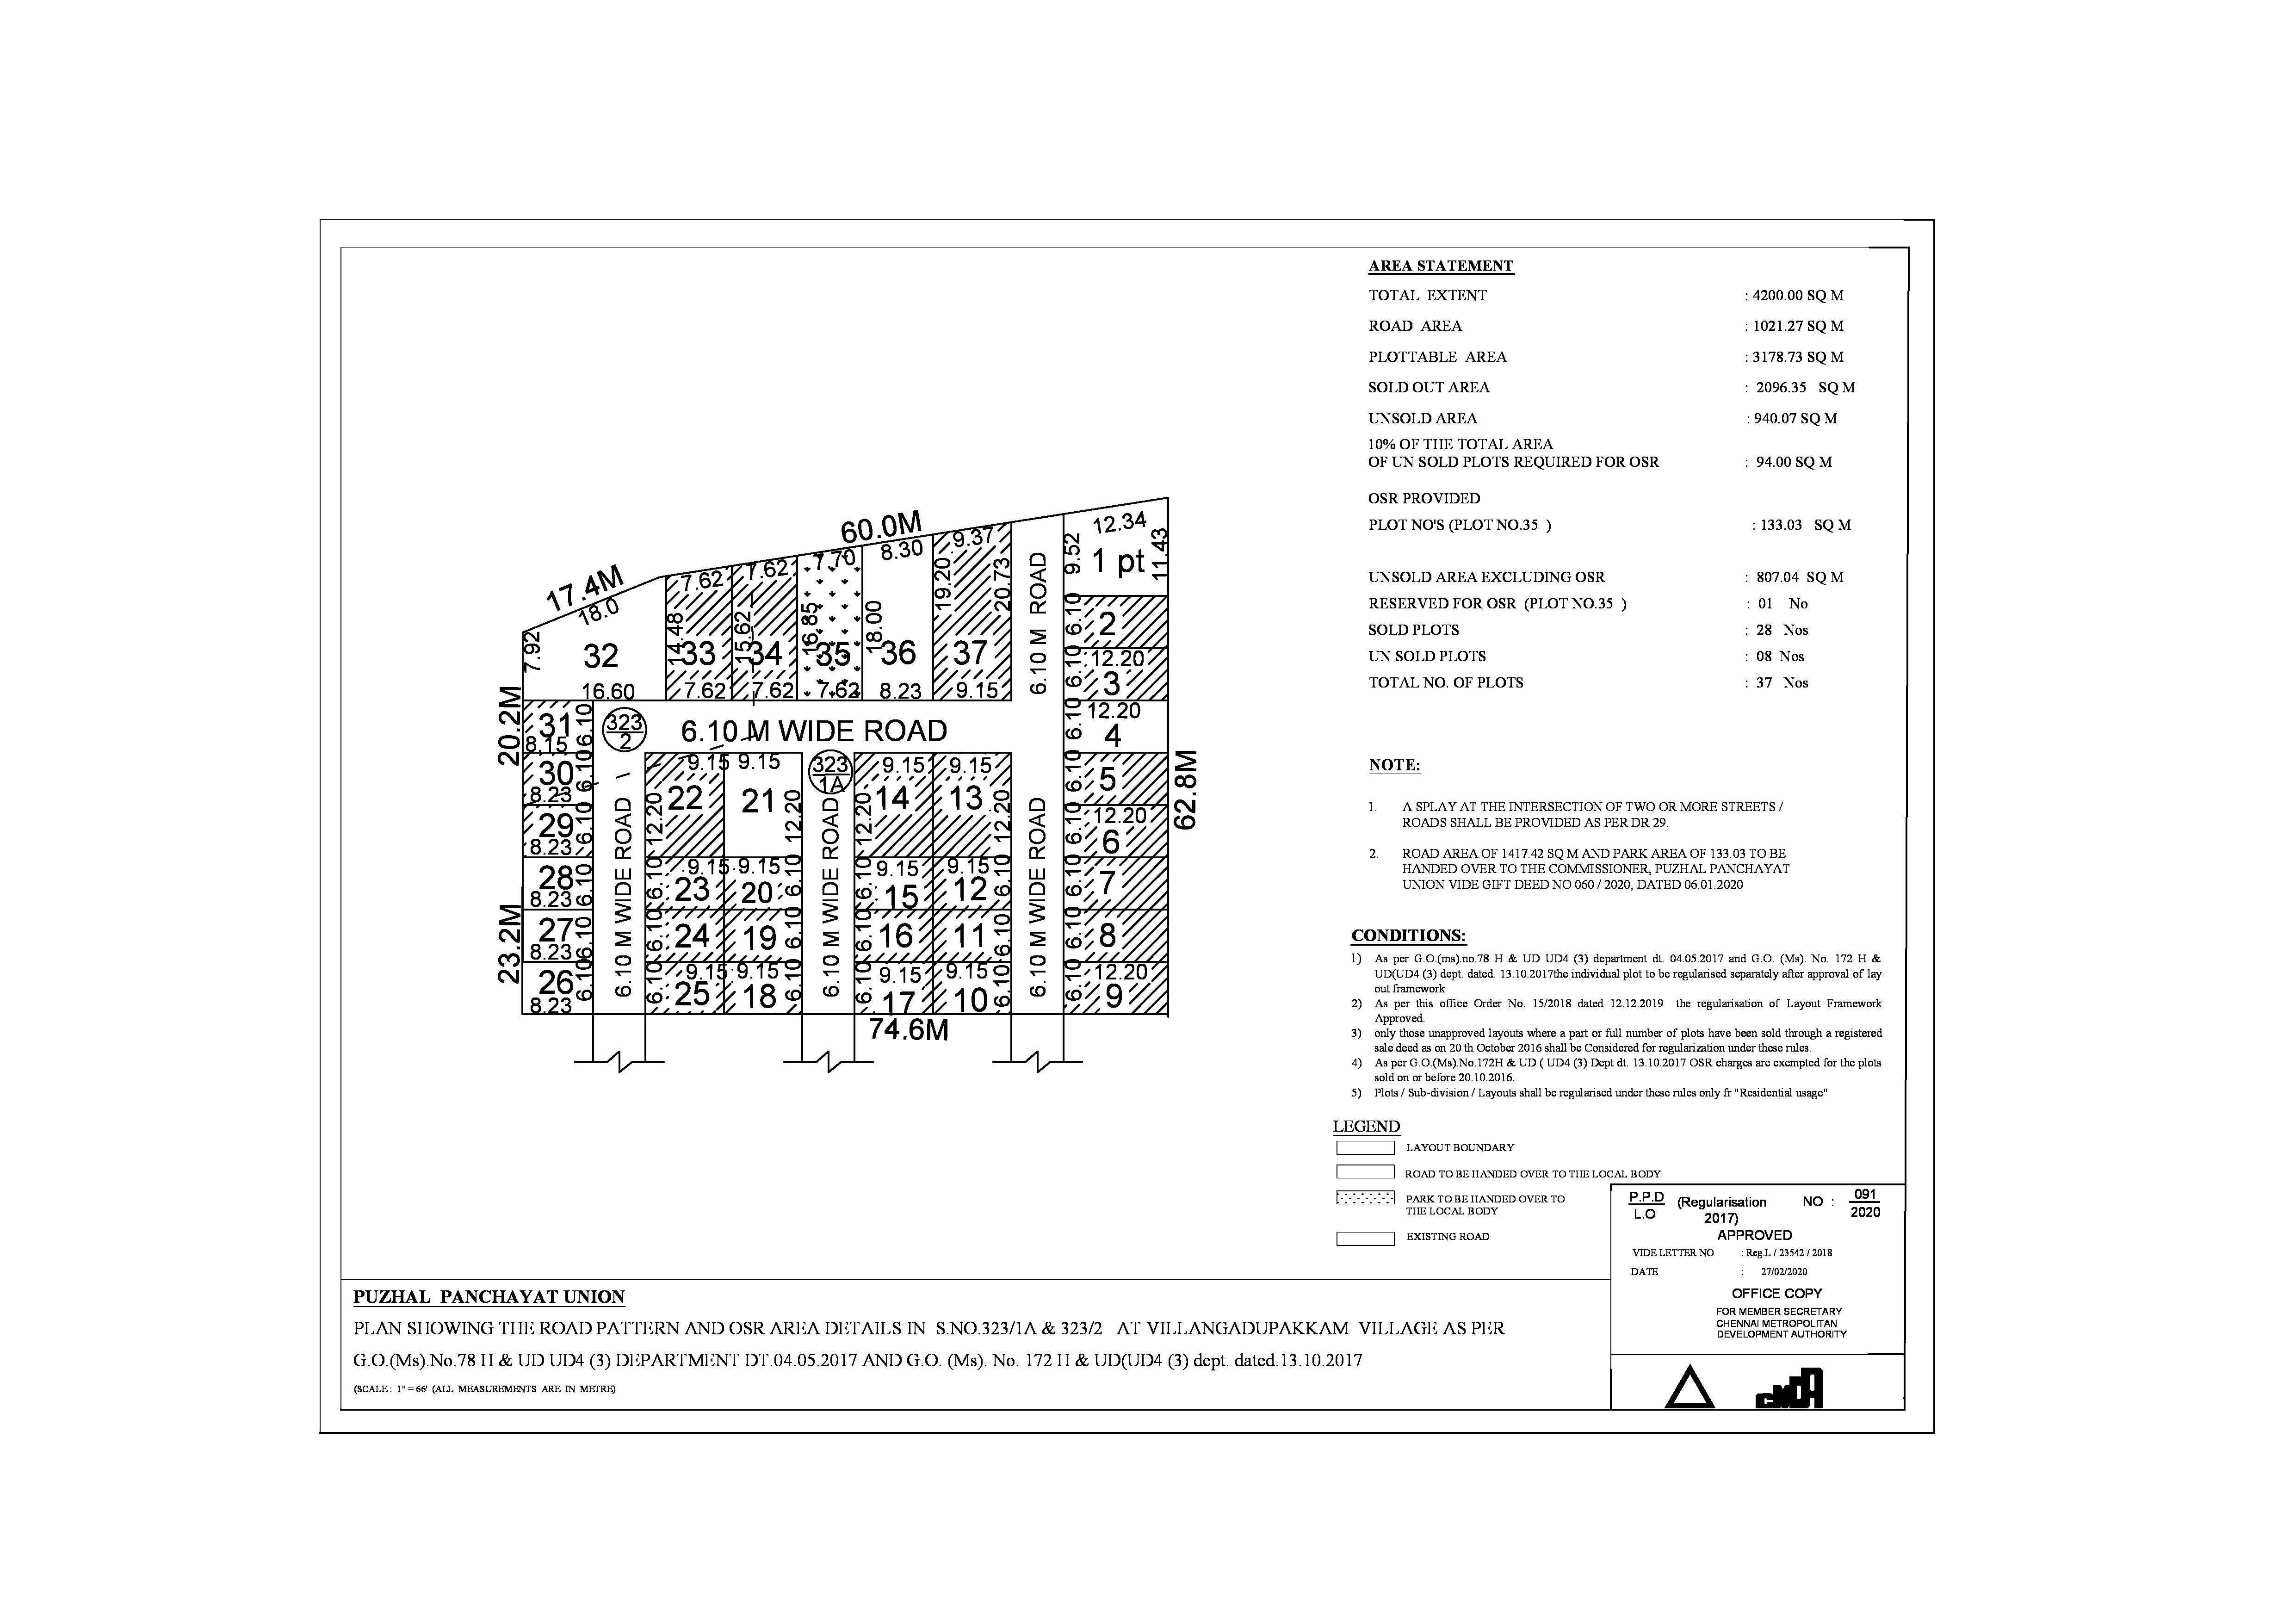 AREA STATEMENT
TOTAL EXTENT : 4200.00 SQ M
ROAD AREA : 1021.27 SQ M
PLOTTABLE AREA : 3178.73 SQ M
SOLD OUT AREA : 2096.35 SQ M
UNSOLD AREA : 940.07 SQ M
10% OF THE TOTAL AREA
OF UN SOLD PLOTS REQUIRED FOR OSR : 94.00 SQ M
OSR PROVIDED
PLOT NO'S (PLOT NO.35 ) : 133.03 SQ M
UNSOLD AREA EXCLUDING OSR : 807.04 SQ M
RESERVED FOR OSR (PLOT NO.35 ) : 01 No
SOLD PLOTS : 28 Nos
UN SOLD PLOTS : 08 Nos
TOTAL NO. OF PLOTS : 37 Nos
NOTE:
1. A SPLAY AT THE INTERSECTION OF TWO OR MORE STREETS /
ROADS SHALL BE PROVIDED AS PER DR 29.
2. ROAD AREA OF 1417.42 SQ M AND PARK AREA OF 133.03 TO BE
HANDED OVER TO THE COMMISSIONER, PUZHAL PANCHAYAT
UNION VIDE GIFT DEED NO 060 / 2020, DATED 06.01.2020
CONDITIONS:
1) As per G.O.(ms).no.78 H & UD UD4 (3) department dt. 04.05.2017 and G.O. (Ms). No. 172 H &
UD(UD4 (3) dept. dated. 13.10.2017the individual plot to be regularised separately after approval of lay
out framework
2) As per this office Order No. 15/2018 dated 12.12.2019 the regularisation of Layout Framework
Approved.
3) only those unapproved layouts where a part or full number of plots have been sold through a registered
sale deed as on 20 th October 2016 shall be Considered for regularization under these rules.
4) As per G.O.(Ms).No.172H & UD ( UD4 (3) Dept dt. 13.10.2017 OSR charges are exempted for the plots
sold on or before 20.10.2016.
5) Plots / Sub-division / Layouts shall be regularised under these rules only fr "Residential usage"
LEGEND
LAYOUT BOUNDARY
ROAD TO BE HANDED OVER TO THE LOCAL BODY
PARK TO BE HANDED OVER TO
THE LOCAL BODY
EXISTING ROAD
60.0M
17.4M
18.0
7.92
32
16.60
7.62
14.48
33
7.62
7.62
15.62
34
7.62
7.70
16.85
35
7.62
8.30
18.00
36
8.23
9.37
19.20
20.73
37
9.15
6.10 M ROAD
12.34
9.52
1 pt
11.43
6.10
2
6.10
12.20
3
6.10
12.20
4
6.10
5
6.10
12.20
6
6.10
7
6.10
8
6.10
12.20
9
62.8M
20.2M
31
8.15
6.10
323
2
6.10 M WIDE ROAD
30
8.23
6.10
29
8.23
6.10
28
8.23
6.10
27
8.23
6.10
26
8.23
6.10
23.2M
6.10 M WIDE ROAD
9.15
12.20
22
9.15
21
12.20
9.15
6.10
23
9.15
20
6.10
6.10
24
19
6.10
9.15
6.10
25
9.15
18
6.10
323
1A
6.10 M WIDE ROAD
9.15
12.20
14
9.15
13
12.20
9.15
6.10
15
9.15
12
6.10
6.10
16
11
6.10
9.15
6.10
17
9.15
10
6.10
6.10 M WIDE ROAD
74.6M
P.P.D
L.O
(Regularisation
2017)
NO :
091
2020
APPROVED
VIDE LETTER NO : Reg.L / 23542 / 2018
DATE : 27/02/2020
OFFICE COPY
FOR MEMBER SECRETARY
CHENNAI METROPOLITAN
DEVELOPMENT AUTHORITY
CMDA
PUZHAL PANCHAYAT UNION
PLAN SHOWING THE ROAD PATTERN AND OSR AREA DETAILS IN S.NO.323/1A & 323/2 AT VILLANGADUPAKKAM VILLAGE AS PER
G.O.(Ms).No.78 H & UD UD4 (3) DEPARTMENT DT.04.05.2017 AND G.O. (Ms). No. 172 H & UD(UD4 (3) dept. dated.13.10.2017
(SCALE : 1" = 66' (ALL MEASUREMENTS ARE IN METRE)